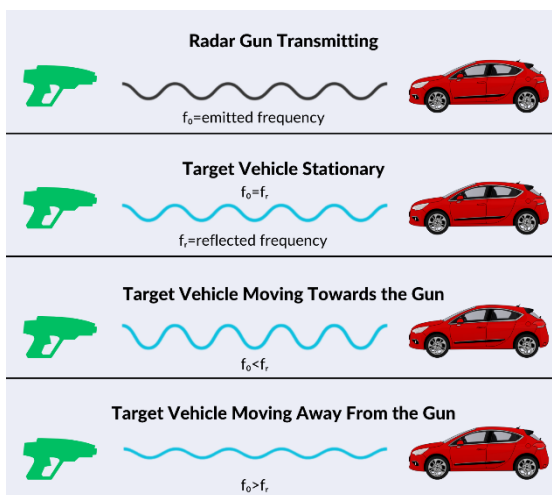 Radar Gun Transmitting
f₀=emitted frequency
Target Vehicle Stationary
f₀=fᵣ
fᵣ=reflected frequency
Target Vehicle Moving Towards the Gun
f₀<fᵣ
Target Vehicle Moving Away From the Gun
f₀>fᵣ